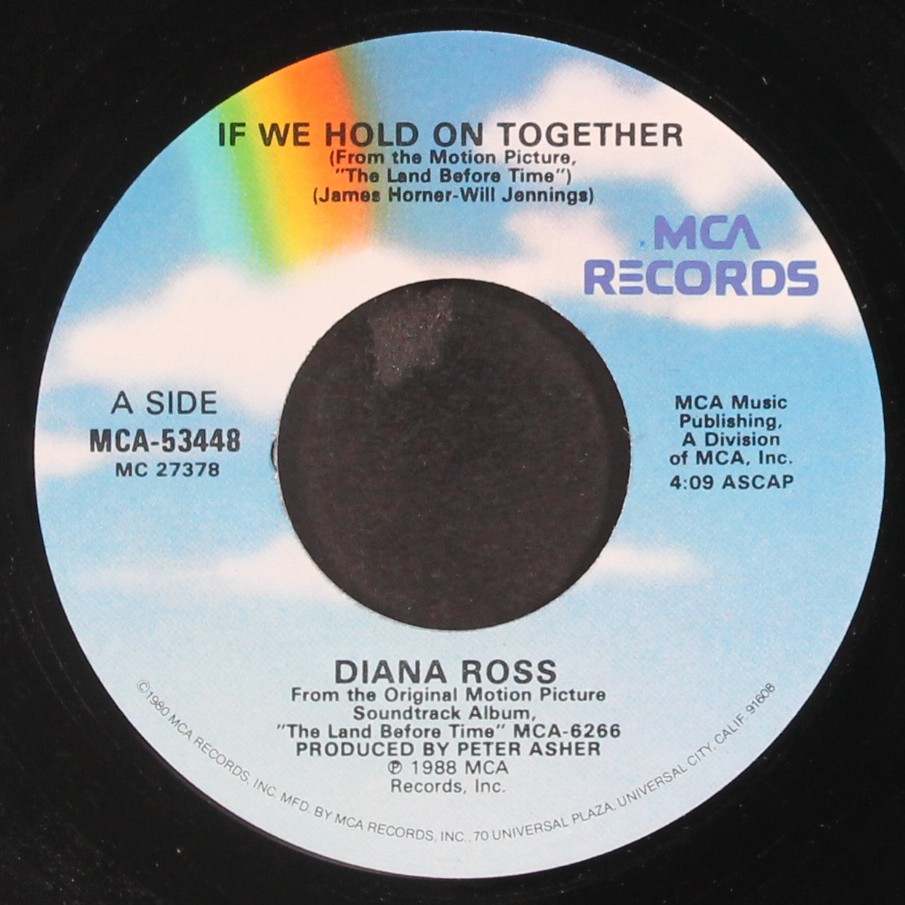 IF WE HOLD ON TOGETHER
(From the Motion Picture,
"The Land Before Time")
(James Horner-Will Jennings)
MCA
RECORDS
A SIDE
MCA-53448
MC 27378
MCA Music
Publishing,
A Division
of MCA, Inc.
4:09 ASCAP
DIANA ROSS
From the Original Motion Picture
Soundtrack Album,
"The Land Before Time" MCA-6266
PRODUCED BY PETER ASHER
℗ 1988 MCA
Records, Inc.
©1980 MCA RECORDS, INC. MFD. BY MCA RECORDS, INC., 70 UNIVERSAL PLAZA, UNIVERSAL CITY, CALIF. 91608